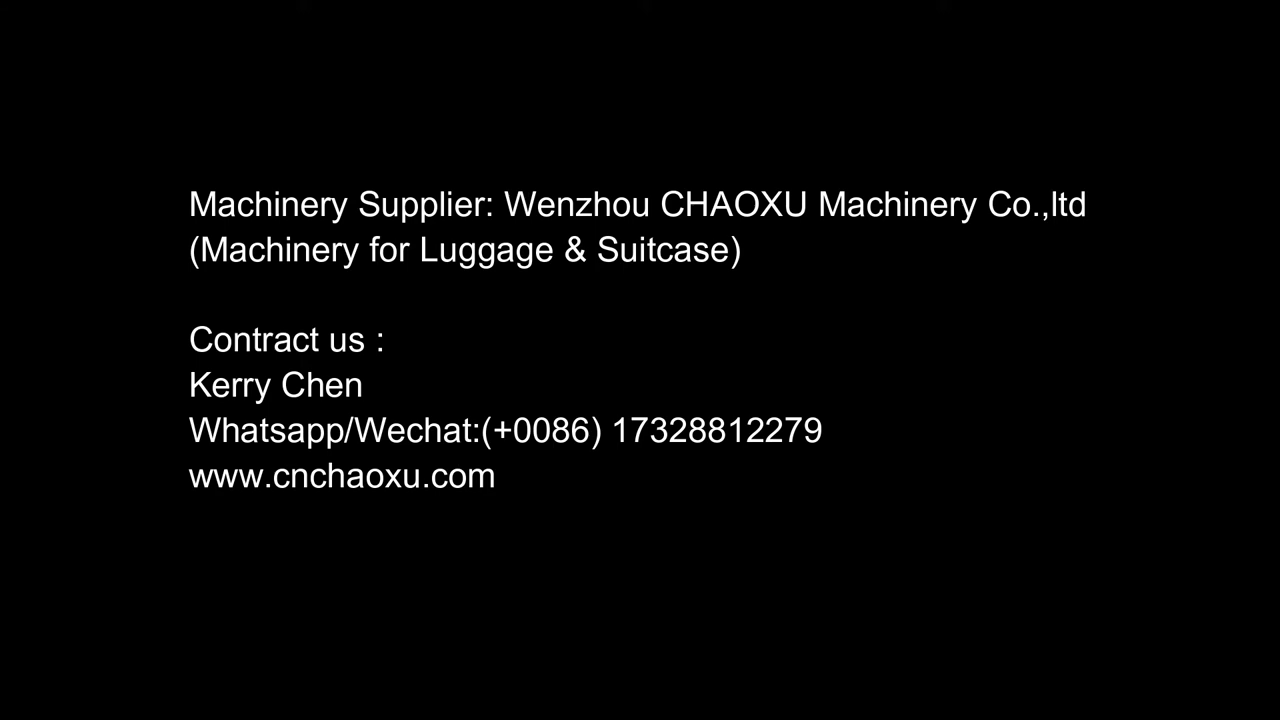 Machinery Supplier: Wenzhou CHAOXU Machinery Co.,ltd
(Machinery for Luggage & Suitcase)
Contract us :
Kerry Chen
Whatsapp/Wechat:(+0086) 17328812279
www.cnchaoxu.com